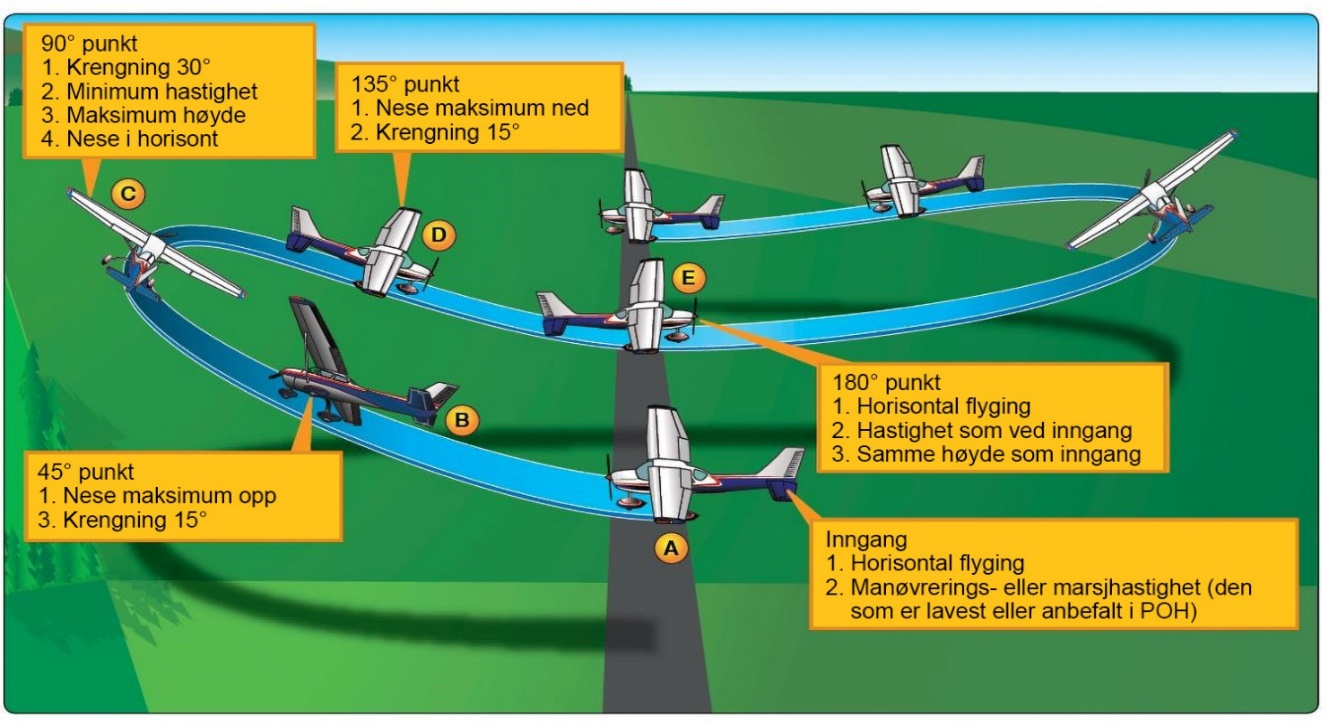 90° punkt
1. Krengning 30°
2. Minimum hastighet
3. Maksimum høyde
4. Nese i horisont
135° punkt
1. Nese maksimum ned
2. Krengning 15°
C
D
E
B
180° punkt
1. Horisontal flyging
2. Hastighet som ved inngang
3. Samme høyde som inngang
45° punkt
1. Nese maksimum opp
3. Krengning 15°
A
Inngang
1. Horisontal flyging
2. Manøvrerings- eller marsjhastighet (den
som er lavest eller anbefalt i POH)